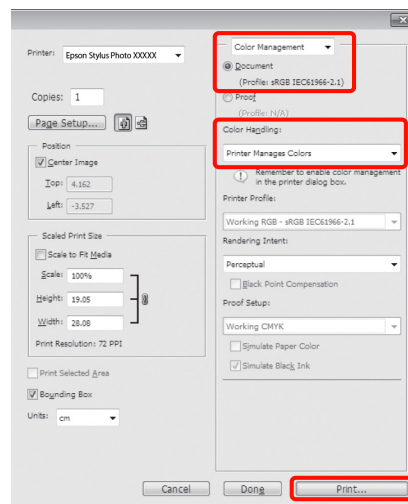 Printer: Epson Stylus Photo XXXXX
Copies: 1
Page Setup...
Position
Center Image
Top: 4.162
Left: -3.527
Scaled Print Size
Scale to Fit Media
Scale: 100%
Height: 19.05
Width: 28.08
Print Resolution: 72 PPI
Print Selected Area
Bounding Box
Units: cm
Color Management
Document
(Profile: sRGB IEC61966-2.1)
Proof
(Profile: N/A)
Color Handling:
Printer Manages Colors
Remember to enable color management
in the printer dialog box.
Printer Profile:
Working RGB - sRGB IEC61966-2.1
Rendering Intent:
Perceptual
Black Point Compensation
Proof Setup:
Working CMYK
Simulate Paper Color
Simulate Black Ink
Cancel
Done
Print...